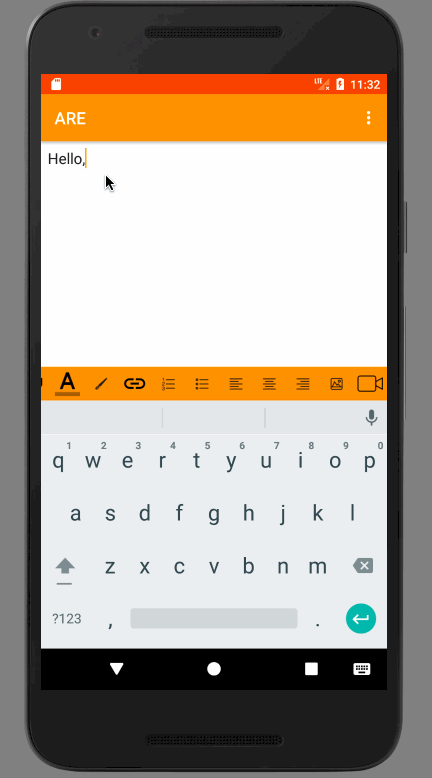 LTE 11:32
ARE
Hello,
A
1 2 3 4 5 6 7 8 9 0
q w e r t y u i o p
a s d f g h j k l
z x c v b n m
?123 , .